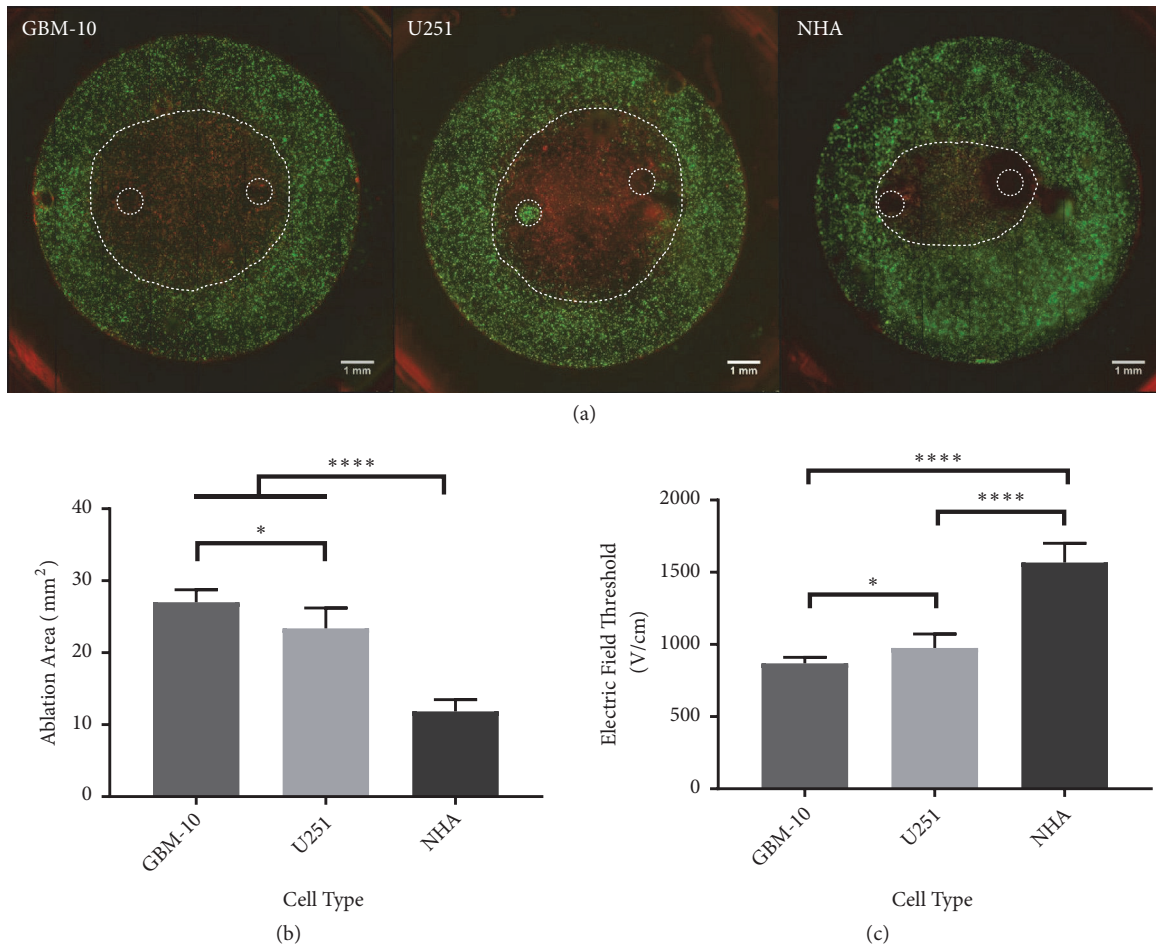 GBM-10
U251
NHA
1 mm
1 mm
1 mm
(a)
****
*
40
30
20
10
0
Ablation Area (mm²)
GBM-10
U251
NHA
Cell Type
(b)
****
****
*
2000
1500
1000
500
0
Electric Field Threshold
(V/cm)
GBM-10
U251
NHA
Cell Type
(c)